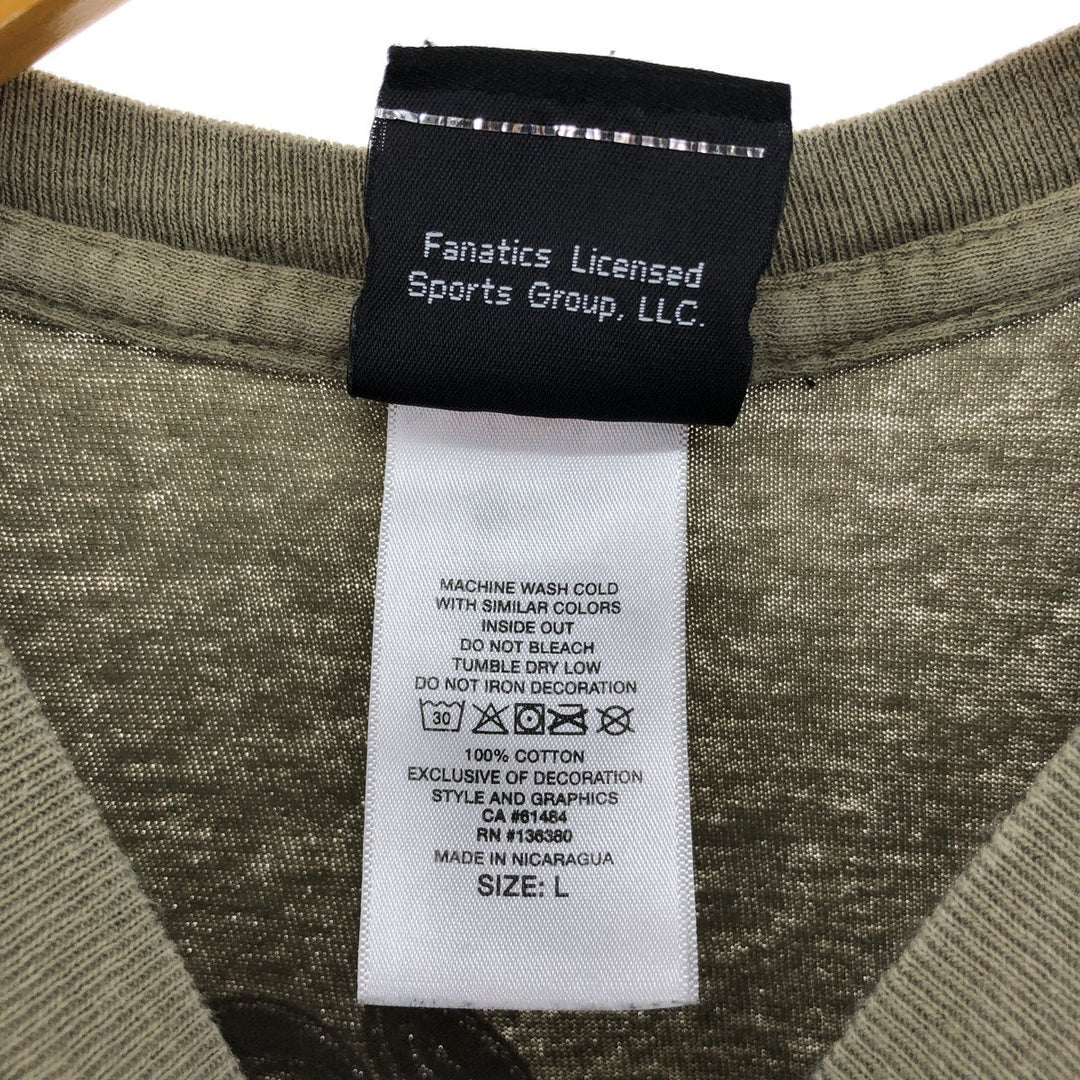 Fanatics Licensed
Sports Group, LLC.
MACHINE WASH COLD
WITH SIMILAR COLORS
INSIDE OUT
DO NOT BLEACH
TUMBLE DRY LOW
DO NOT IRON DECORATION
30
100% COTTON
EXCLUSIVE OF DECORATION
STYLE AND GRAPHICS
CA #61484
RN #136380
MADE IN NICARAGUA
SIZE: L